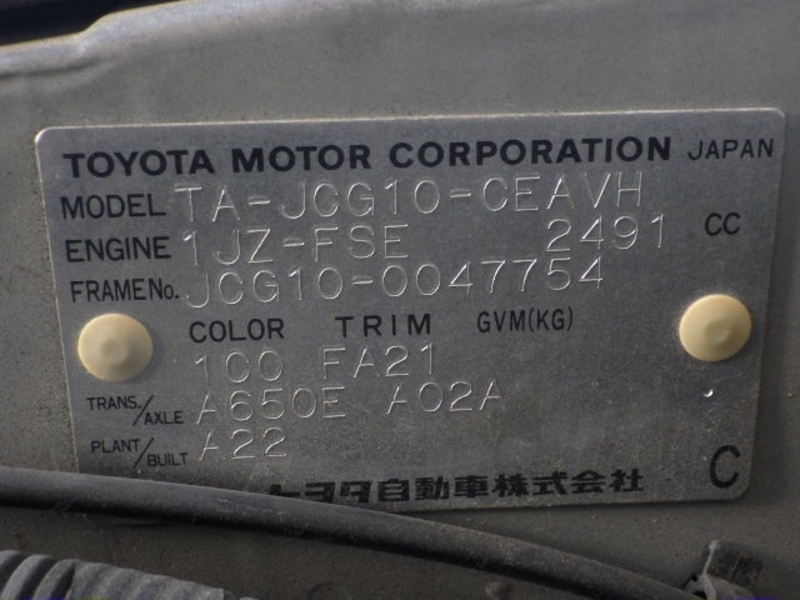 TOYOTA MOTOR CORPORATION JAPAN
MODEL TA-JCG10-CEAVH
ENGINE 1JZ-FSE 2491 CC
FRAME No. JCG10-0047754
COLOR TRIM GVM(KG)
1C0 FA21
TRANS./AXLE A650E A02A
PLANT/BUILT A22
トヨタ自動車株式会社 C